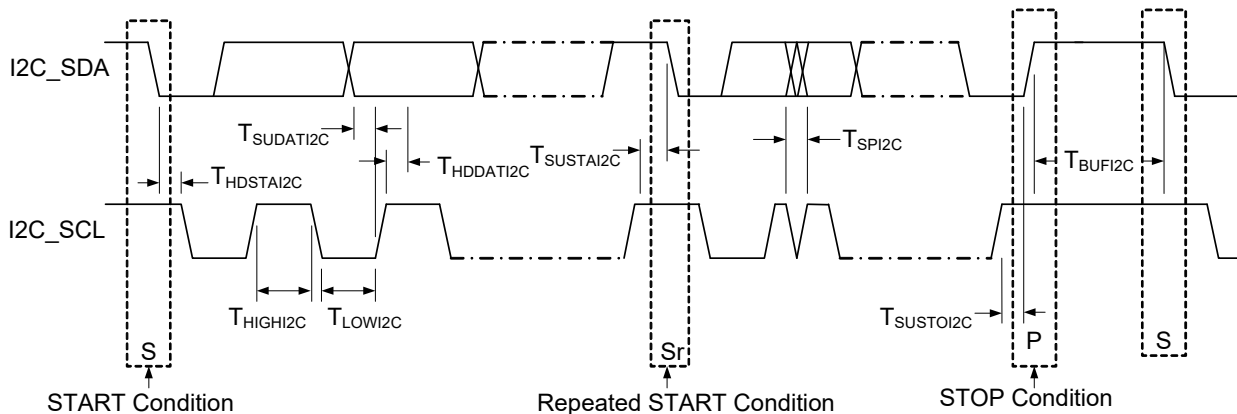 I2C_SDA
TSUDATI2C
THDSTAI2C
THDDATI2C
TSUSTAI2C
TSPI2C
TBUFI2C
I2C_SCL
THIGHI2C
TLOWI2C
TSUSTOI2C
S
Sr
P
S
START Condition
Repeated START Condition
STOP Condition